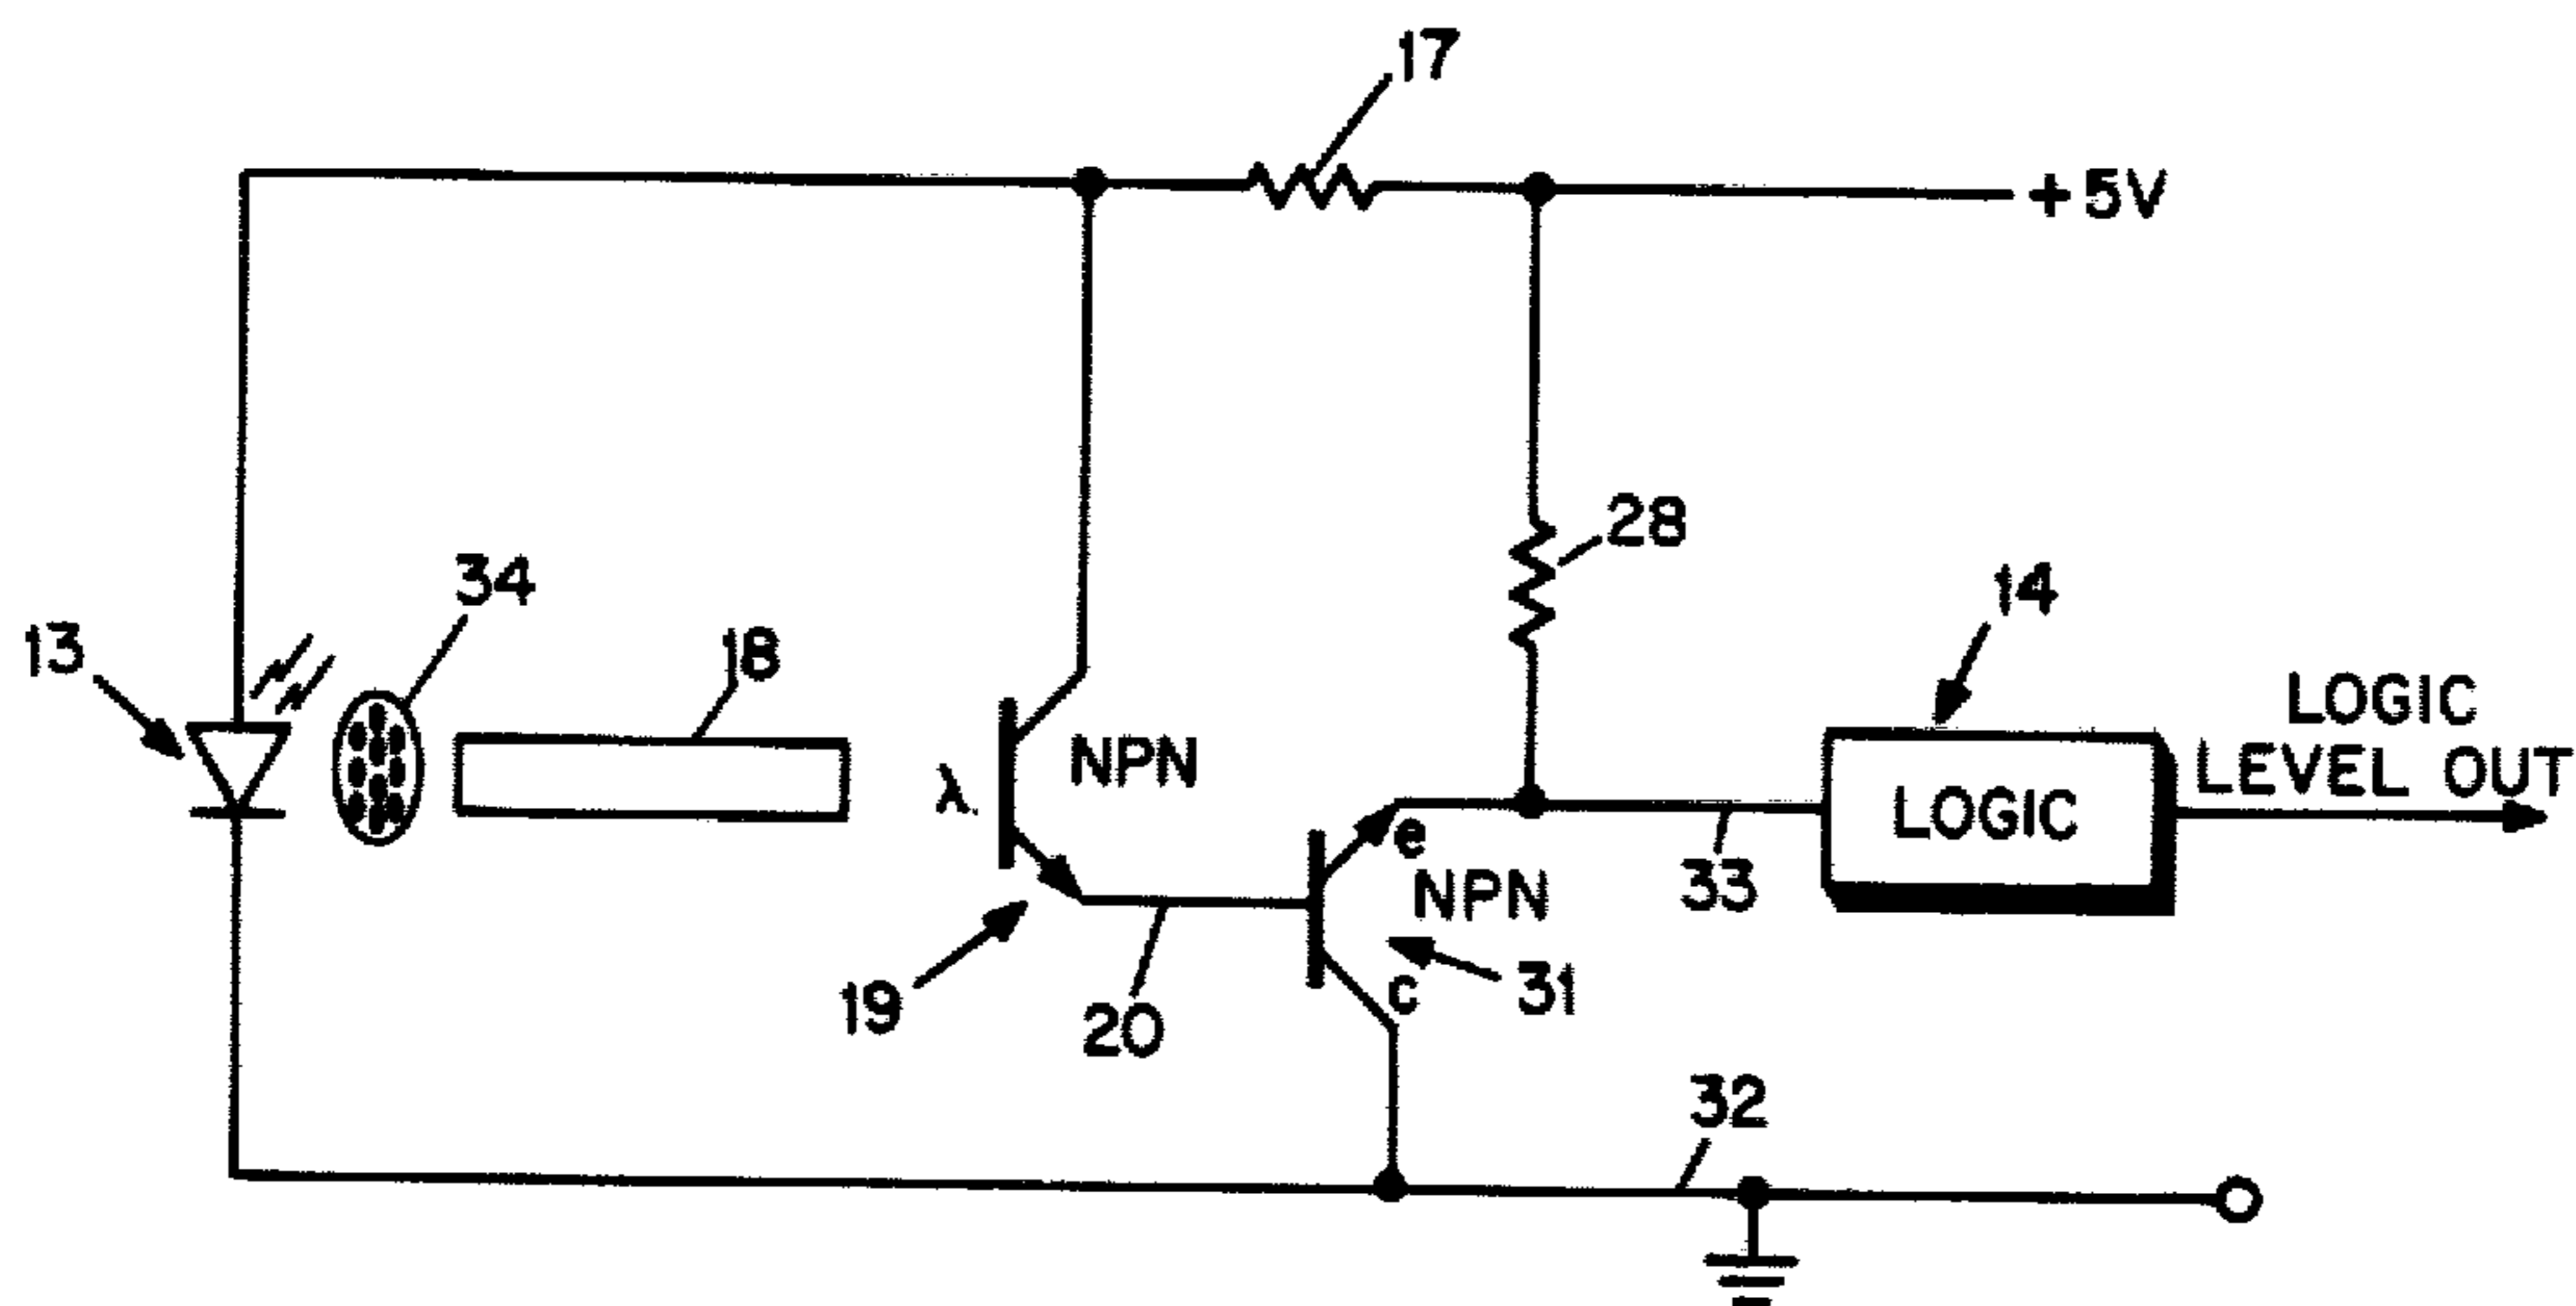 17
+5V
28
34
14
13
18
LOGIC
LEVEL OUT
λ
NPN
LOGIC
e
NPN
33
19
20
c
31
32